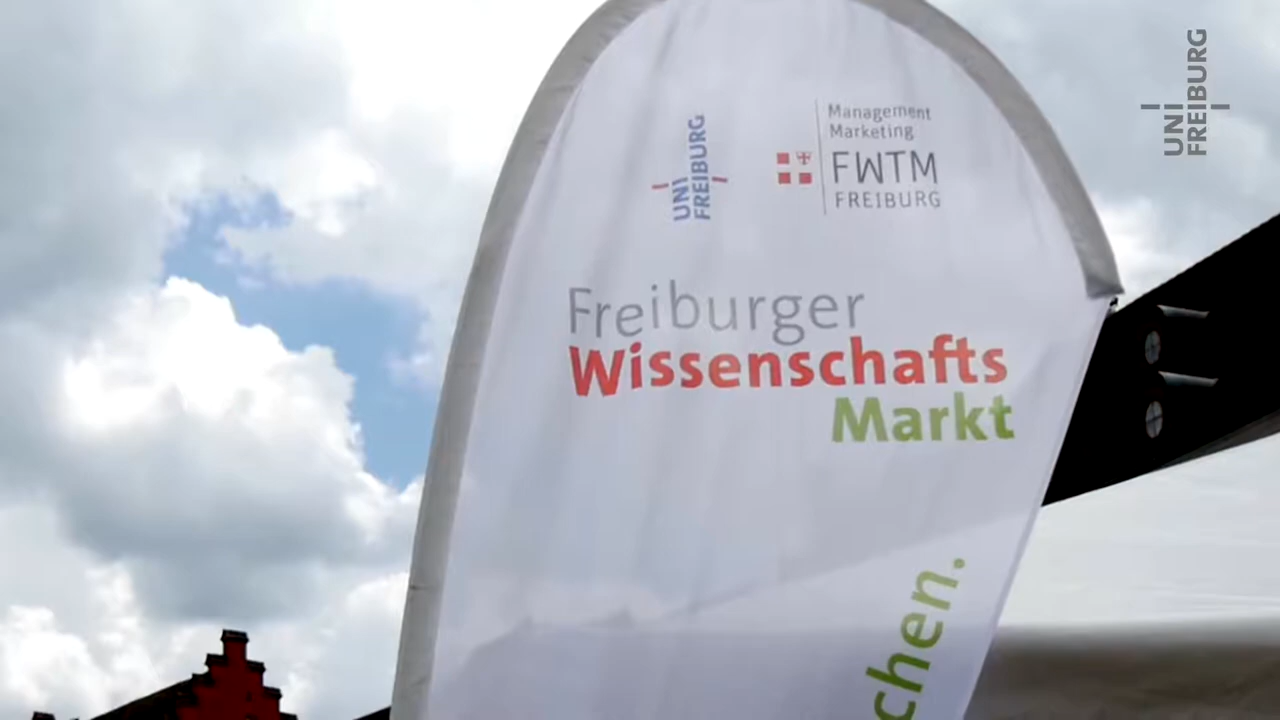 UNI
FREIBURG
Management
Marketing
FWTM
FREIBURG
Freiburger
Wissenschafts
Markt
chen.
UNI
FREIBURG